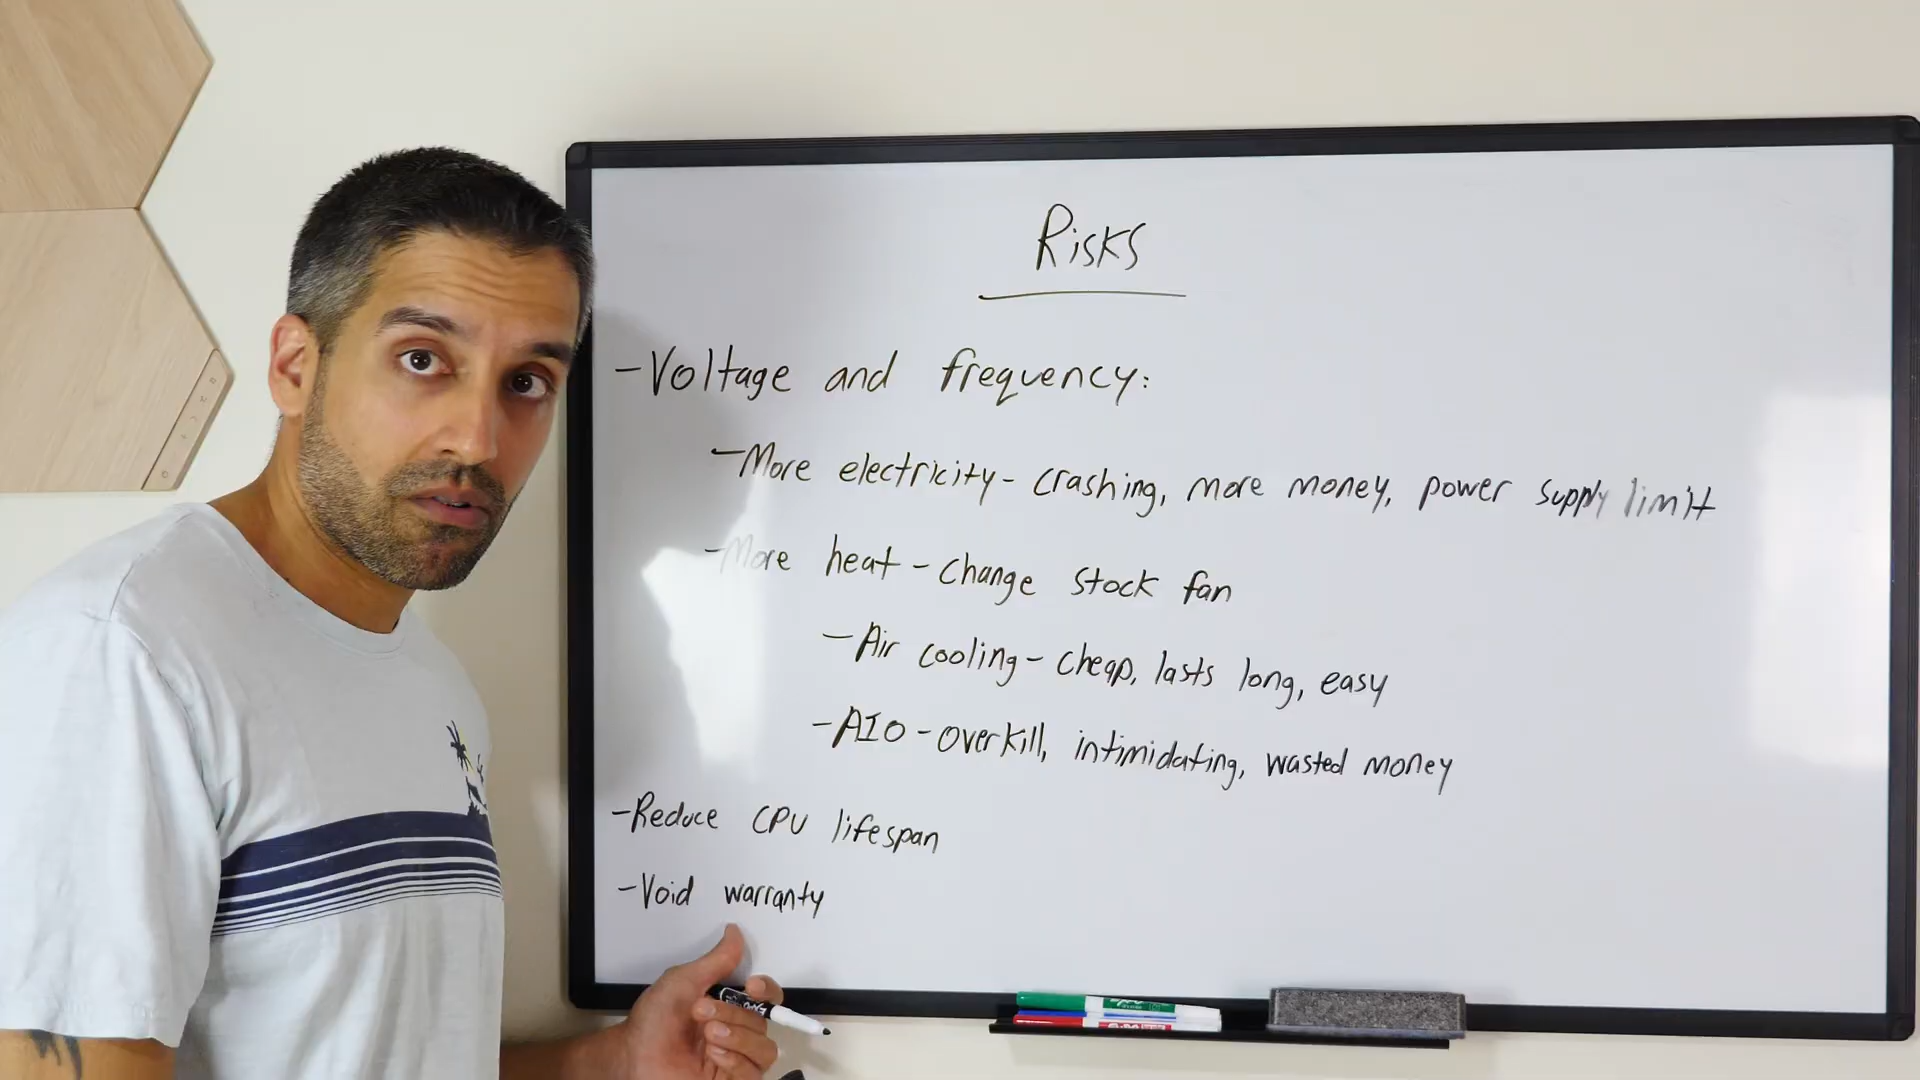 Risks
-Voltage and frequency:
-More electricity- crashing, more money, power supply limit
-More heat - change stock fan
-Air cooling- cheap, lasts long, easy
-AIO -overkill, intimidating, wasted money
-Reduce CPU lifespan
-Void warranty
EXPO